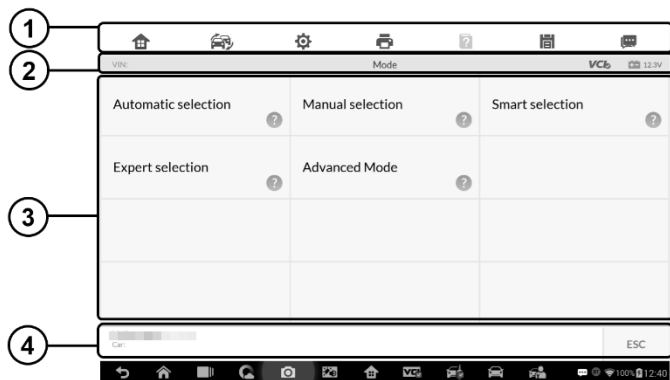 1
2
VIN: Mode VCI 12.3V
Automatic selection ? Manual selection ? Smart selection ?
Expert selection ? Advanced Mode ?
3
4
Car: ESC
VCI 100% 12:40